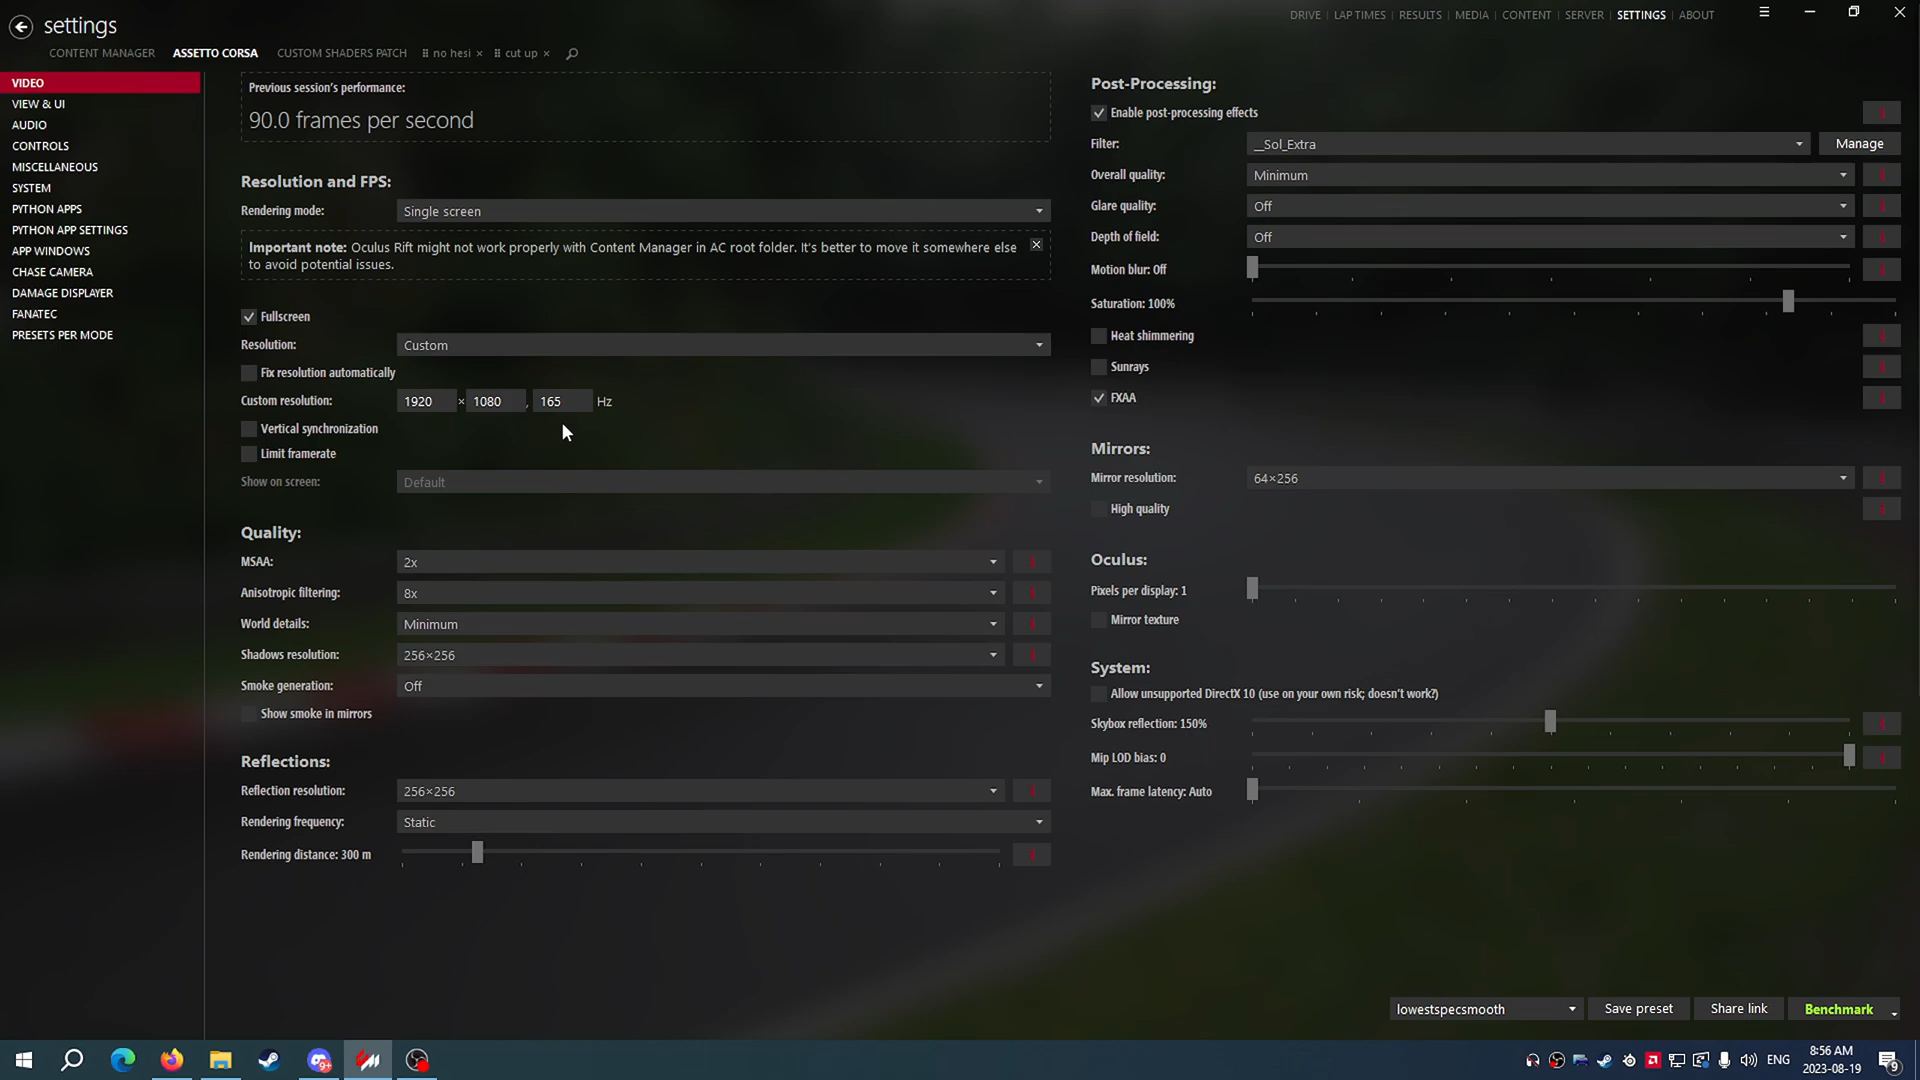 settings
DRIVE | LAP TIMES | RESULTS | MEDIA | CONTENT | SERVER | SETTINGS | ABOUT
CONTENT MANAGER ASSETTO CORSA CUSTOM SHADERS PATCH no hesi × cut up ×
VIDEO
VIEW & UI
AUDIO
CONTROLS
MISCELLANEOUS
SYSTEM
PYTHON APPS
PYTHON APP SETTINGS
APP WINDOWS
CHASE CAMERA
DAMAGE DISPLAYER
FANATEC
PRESETS PER MODE
Previous session's performance:
90.0 frames per second
Resolution and FPS:
Rendering mode: Single screen
Important note: Oculus Rift might not work properly with Content Manager in AC root folder. It's better to move it somewhere else
to avoid potential issues.
Fullscreen
Resolution: Custom
Fix resolution automatically
Custom resolution: 1920 × 1080 , 165 Hz
Vertical synchronization
Limit framerate
Show on screen: Default
Quality:
MSAA: 2x
Anisotropic filtering: 8x
World details: Minimum
Shadows resolution: 256×256
Smoke generation: Off
Show smoke in mirrors
Reflections:
Reflection resolution: 256×256
Rendering frequency: Static
Rendering distance: 300 m
Post-Processing:
Enable post-processing effects
Filter: __Sol_Extra Manage
Overall quality: Minimum
Glare quality: Off
Depth of field: Off
Motion blur: Off
Saturation: 100%
Heat shimmering
Sunrays
FXAA
Mirrors:
Mirror resolution: 64×256
High quality
Oculus:
Pixels per display: 1
Mirror texture
System:
Allow unsupported DirectX 10 (use on your own risk; doesn't work?)
Skybox reflection: 150%
Mip LOD bias: 0
Max. frame latency: Auto
lowestspecsmooth Save preset Share link Benchmark
9+
ENG
8:56 AM
2023-08-19
9